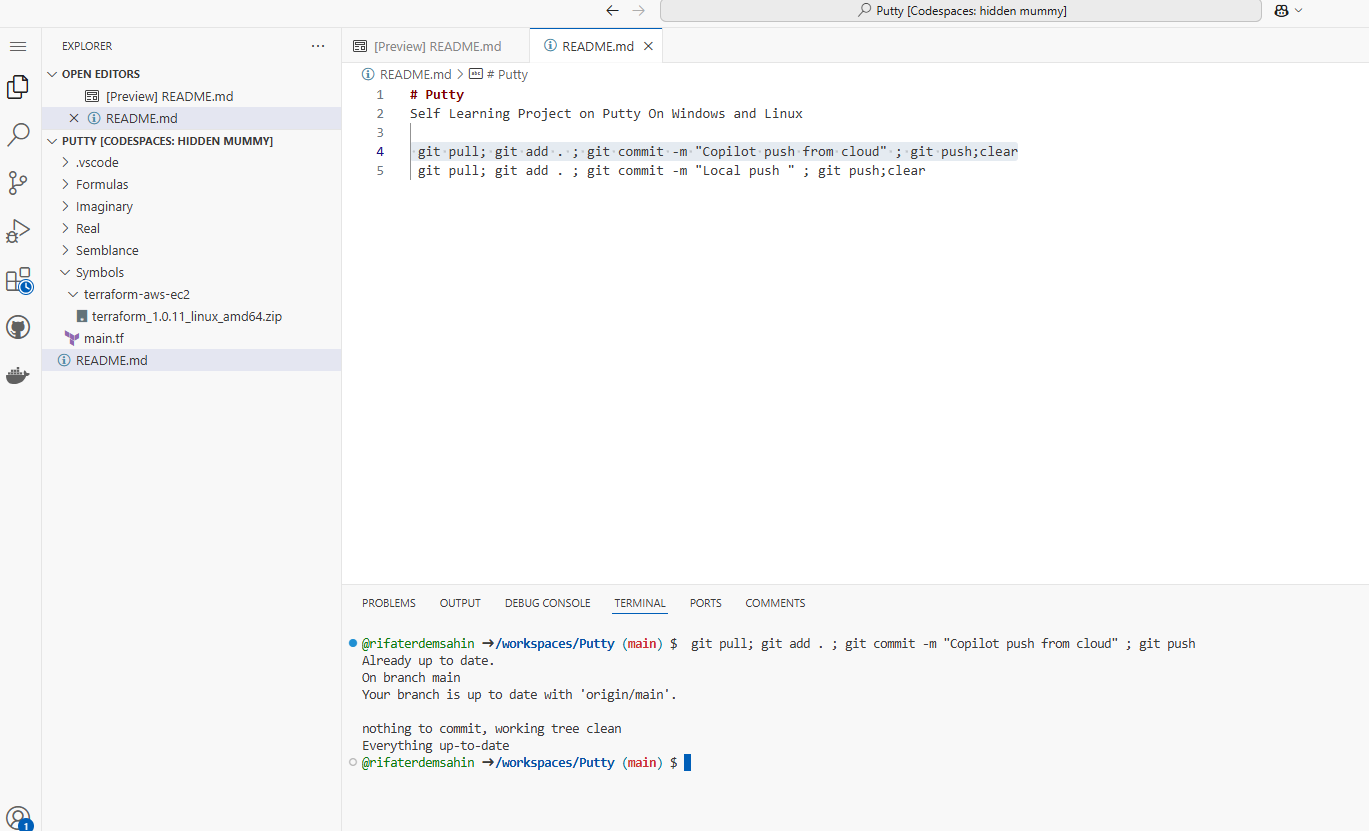 Putty [Codespaces: hidden mummy]
EXPLORER
OPEN EDITORS
[Preview] README.md
README.md
PUTTY [CODESPACES: HIDDEN MUMMY]
.vscode
Formulas
Imaginary
Real
Semblance
Symbols
terraform-aws-ec2
terraform_1.0.11_linux_amd64.zip
main.tf
README.md
1
[Preview] README.md
README.md
README.md > # Putty
1 # Putty
2 Self Learning Project on Putty On Windows and Linux
3
4 git pull; git add . ; git commit -m "Copilot push from cloud" ; git push;clear
5 git pull; git add . ; git commit -m "Local push " ; git push;clear
PROBLEMS OUTPUT DEBUG CONSOLE TERMINAL PORTS COMMENTS
@rifaterdemsahin ➜/workspaces/Putty (main) $  git pull; git add . ; git commit -m "Copilot push from cloud" ; git push
Already up to date.
On branch main
Your branch is up to date with 'origin/main'.
nothing to commit, working tree clean
Everything up-to-date
@rifaterdemsahin ➜/workspaces/Putty (main) $